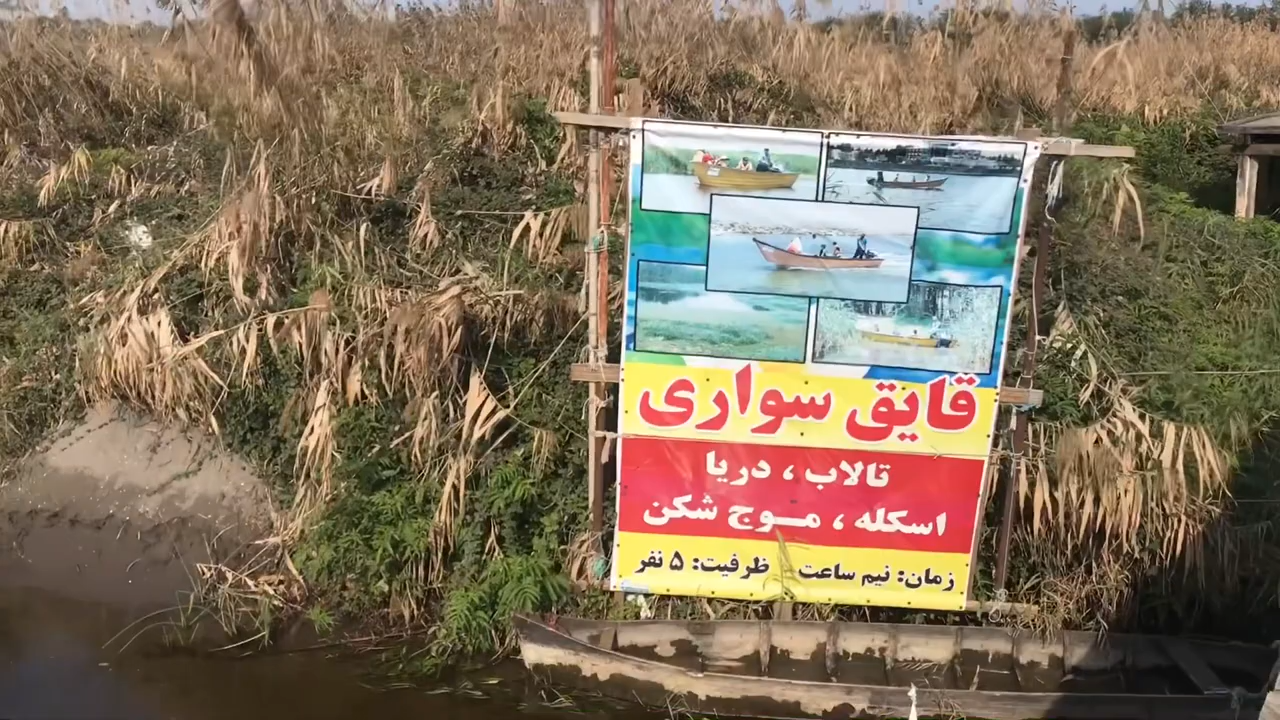 قایق سواری
تالاب ، دریا
اسکله ، موج شکن
زمان: نیم ساعت ظرفیت: ۵ نفر